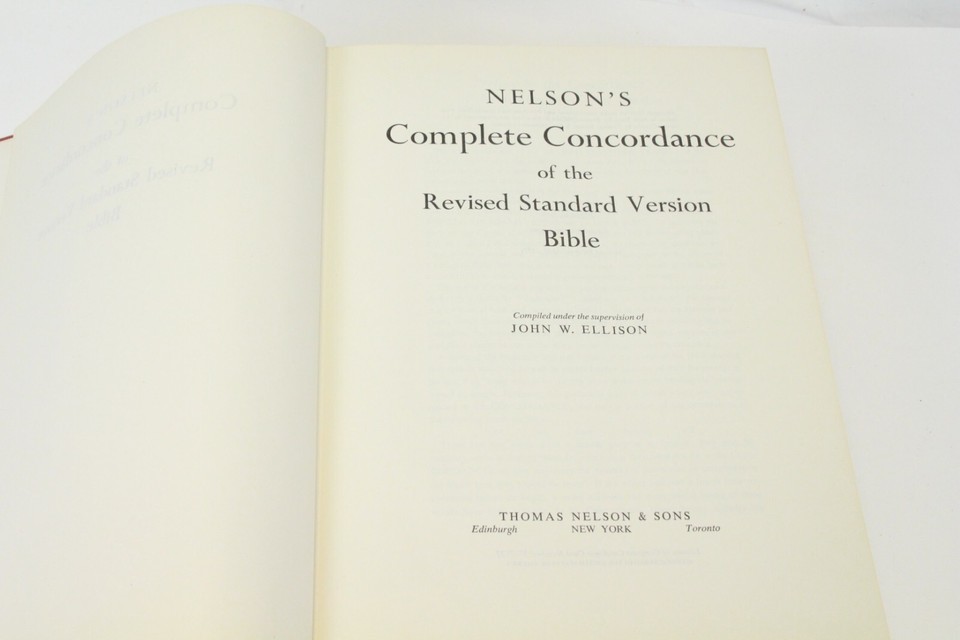 NELSON'S
Complete Concordance
of the
Revised Standard Version
Bible
Compiled under the supervision of
JOHN W. ELLISON
THOMAS NELSON & SONS
Edinburgh NEW YORK Toronto